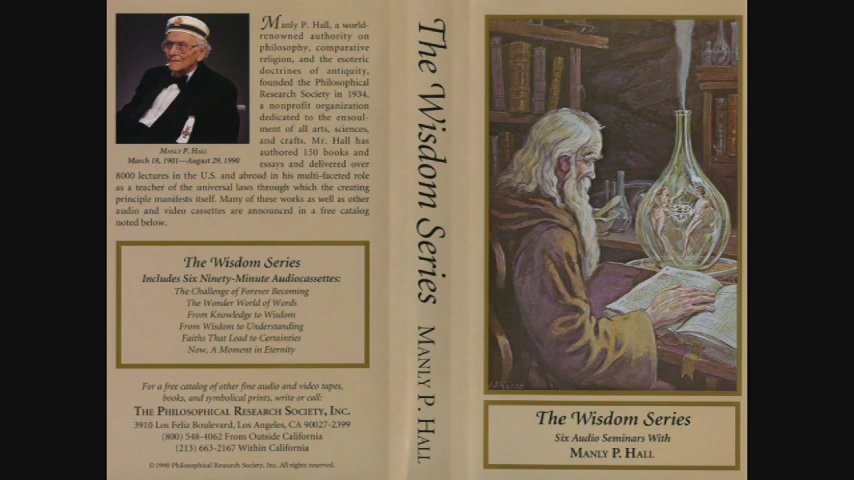 Manly P. Hall, a world-
renowned authority on
philosophy, comparative
religion, and the esoteric
doctrines of antiquity,
founded the Philosophical
Research Society in 1934,
a nonprofit organization
dedicated to the ensoul-
ment of all arts, sciences,
and crafts. Mr. Hall has
authored 150 books and
essays and delivered over
8000 lectures in the U.S. and abroad in his multi-faceted role
as a teacher of the universal laws through which the creating
principle manifests itself. Many of these works as well as other
audio and video cassettes are announced in a free catalog
noted below.
MANLY P. HALL
March 18, 1901—August 29, 1990
The Wisdom Series
Includes Six Ninety-Minute Audiocassettes:
The Challenge of Forever Becoming
The Wonder World of Words
From Knowledge to Wisdom
From Wisdom to Understanding
Faiths That Lead to Certainties
Now, A Moment in Eternity
For a free catalog of other fine audio and video tapes,
books, and symbolical prints, write or call:
THE PHILOSOPHICAL RESEARCH SOCIETY, INC.
3910 Los Feliz Boulevard, Los Angeles, CA 90027-2399
(800) 548-4062 From Outside California
(213) 663-2167 Within California
© 1990 Philosophical Research Society, Inc. All rights reserved.
The Wisdom Series MANLY P. HALL
The Wisdom Series
Six Audio Seminars With
MANLY P. HALL